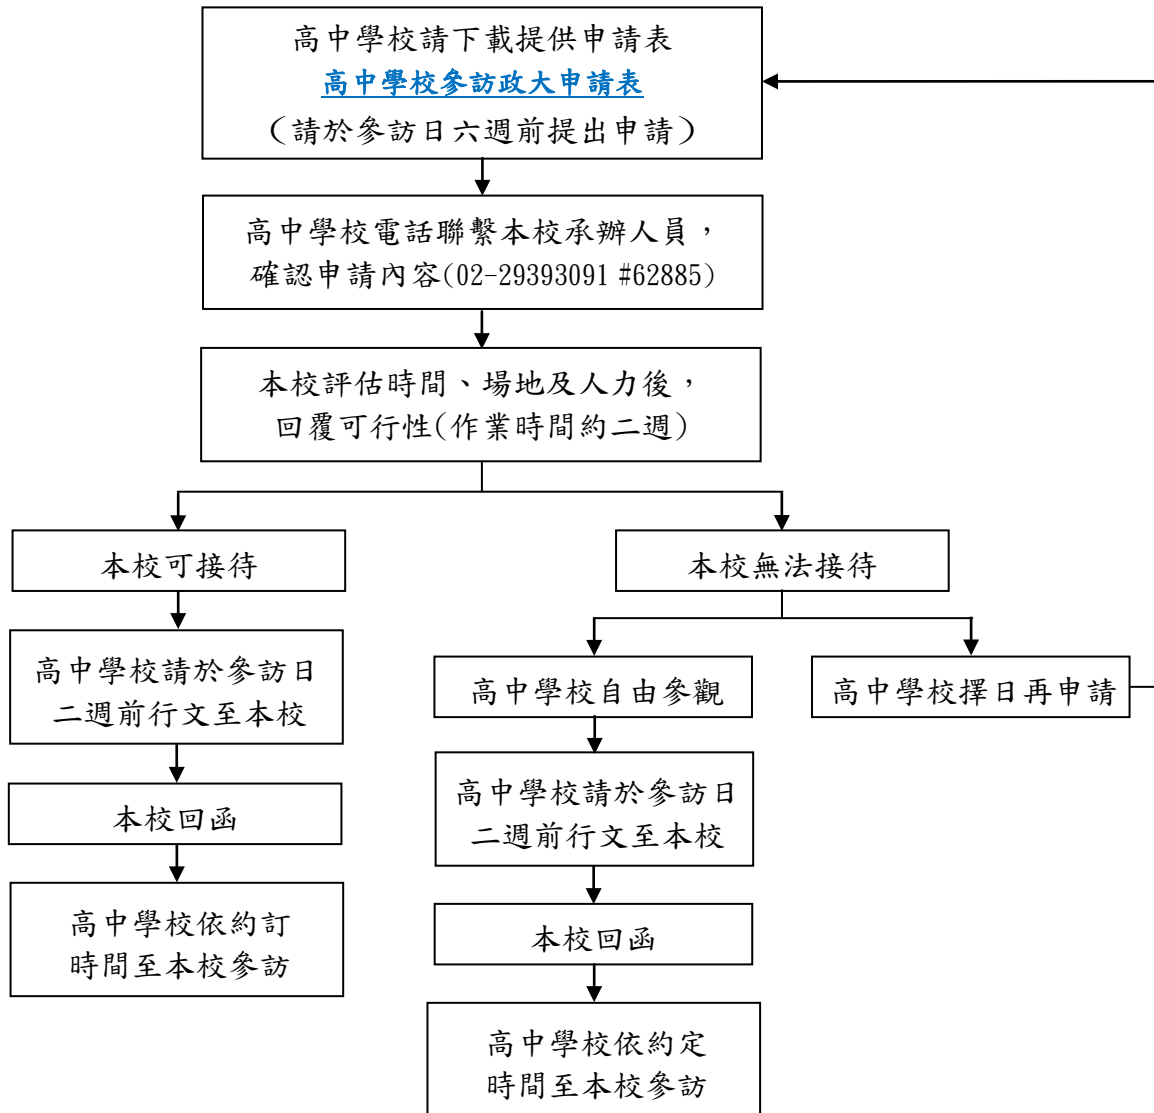 高中學校請下載提供申請表
高中學校參訪政大申請表
（請於參訪日六週前提出申請）
高中學校電話聯繫本校承辦人員，
確認申請內容(02-29393091 #62885)
本校評估時間、場地及人力後，
回覆可行性(作業時間約二週)
本校可接待
本校無法接待
高中學校請於參訪日
二週前行文至本校
高中學校自由參觀
高中學校擇日再申請
本校回函
高中學校請於參訪日
二週前行文至本校
高中學校依約訂
時間至本校參訪
本校回函
高中學校依約定
時間至本校參訪